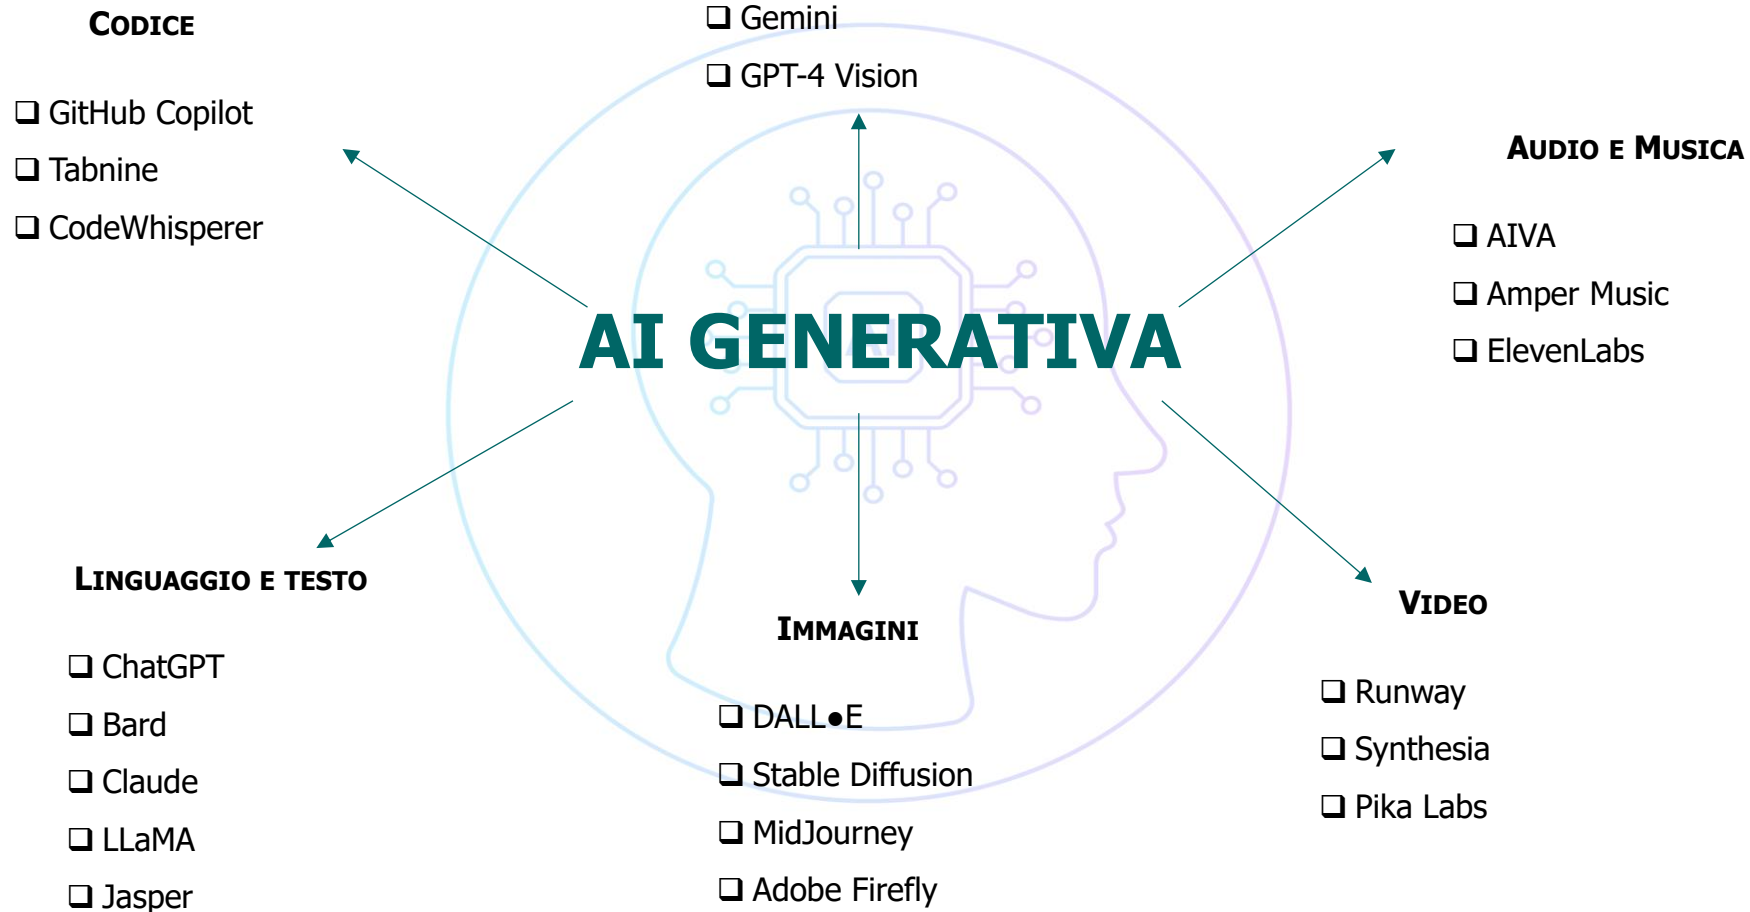 CODICE
❑ GitHub Copilot
❑ Tabnine
❑ CodeWhisperer
❑ Gemini
❑ GPT-4 Vision
AUDIO E MUSICA
❑ AIVA
❑ Amper Music
❑ ElevenLabs
AI GENERATIVA
AI
LINGUAGGIO E TESTO
❑ ChatGPT
❑ Bard
❑ Claude
❑ LLaMA
❑ Jasper
IMMAGINI
❑ DALL●E
❑ Stable Diffusion
❑ MidJourney
❑ Adobe Firefly
VIDEO
❑ Runway
❑ Synthesia
❑ Pika Labs